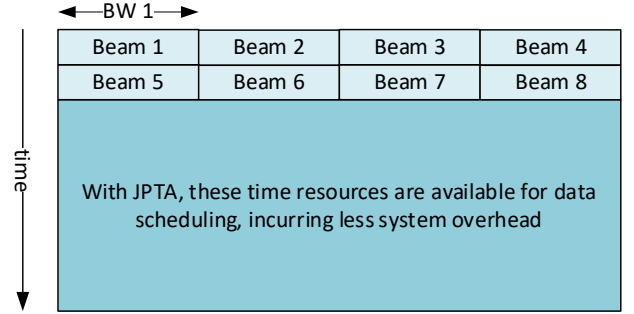 BW 1
Beam 1 Beam 2 Beam 3 Beam 4
Beam 5 Beam 6 Beam 7 Beam 8
time
With JPTA, these time resources are available for data
scheduling, incurring less system overhead